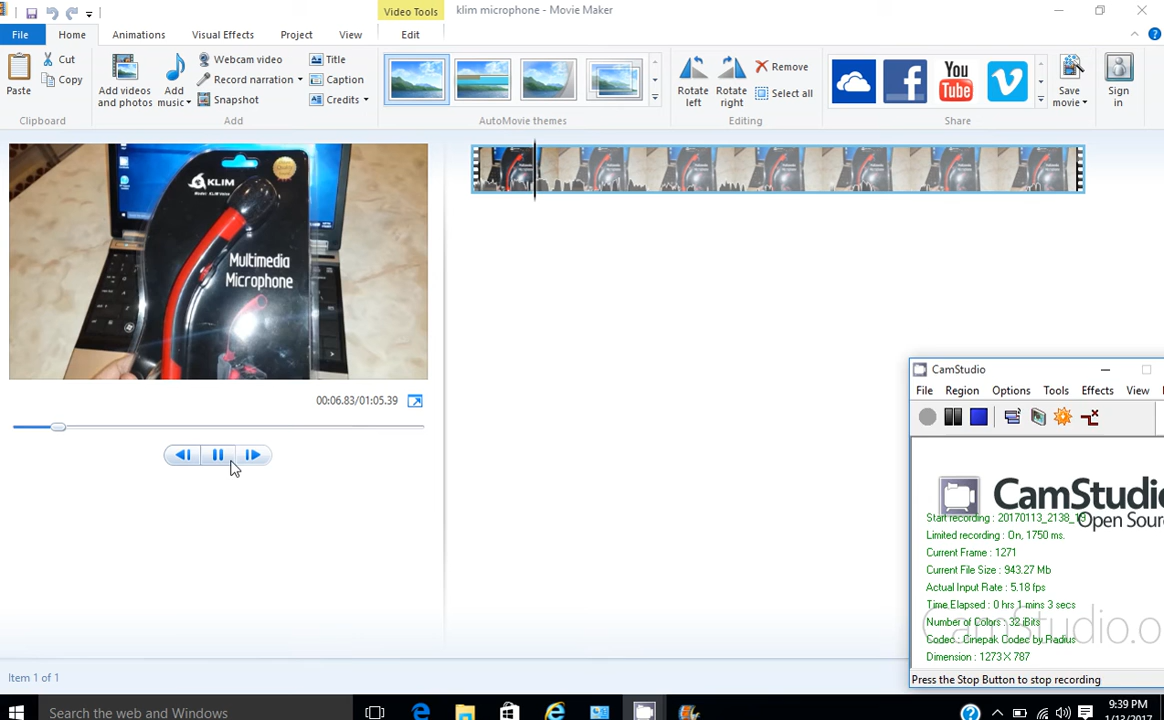 Video Tools
klim microphone - Movie Maker
File
Home
Animations
Visual Effects
Project
View
Edit
Paste
Cut
Copy
Clipboard
Add videos
and photos
Add
music
Webcam video
Record narration
Snapshot
Title
Caption
Credits
Add
AutoMovie themes
Rotate
left
Rotate
right
Remove
Select all
Editing
You
Tube
Share
Save
movie
Sign
in
KLIM
Multimedia
Microphone
00:06.83/01:05.39
CamStudio
File
Region
Options
Tools
Effects
View
CamStudio
Open Sour
Start recording : 20170113_2138_19
Limited recording : On, 1750 ms.
Current Frame : 1271
Current File Size : 943.27 Mb
Actual Input Rate : 5.18 fps
Time Elapsed : 0 hrs 1 mins 3 secs
Number of Colors : 32 iBits
Codec : Cinepak Codec by Radius
CamStudio.o
Dimension : 1273 X 787
Press the Stop Button to stop recording
Item 1 of 1
Search the web and Windows
9:39 PM
1/13/2017